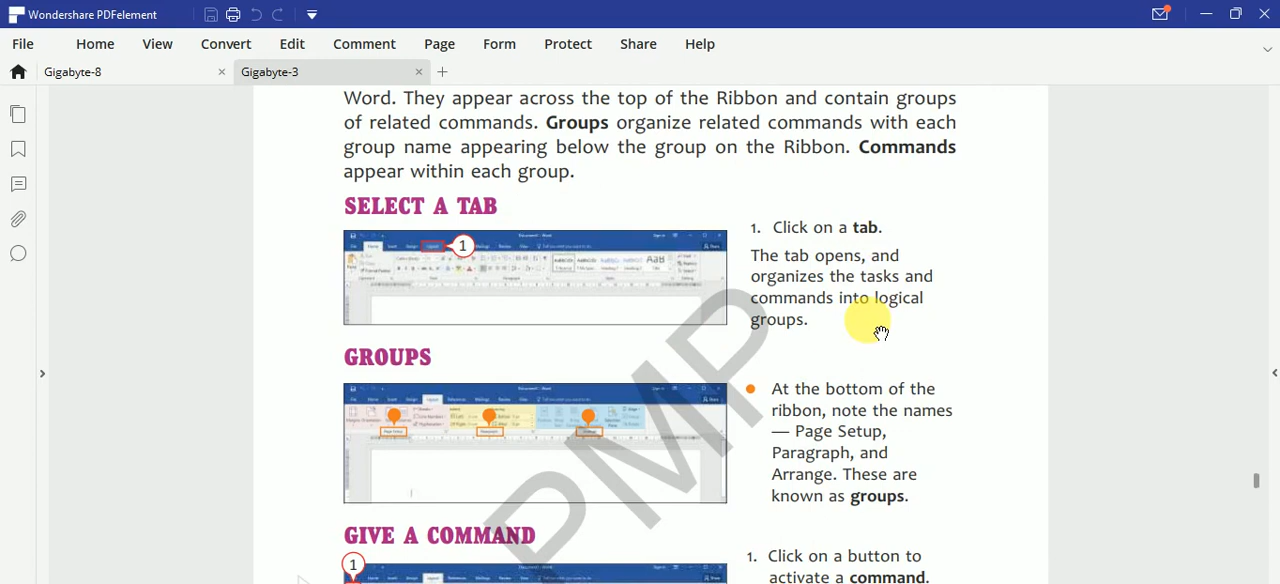 Wondershare PDFelement
File Home View Convert Edit Comment Page Form Protect Share Help
Gigabyte-8 × Gigabyte-3 × +
Word. They appear across the top of the Ribbon and contain groups
of related commands. Groups organize related commands with each
group name appearing below the group on the Ribbon. Commands
appear within each group.
SELECT A TAB
1
1. Click on a tab.
The tab opens, and
organizes the tasks and
commands into logical
groups.
GROUPS
• At the bottom of the
ribbon, note the names
— Page Setup,
Paragraph, and
Arrange. These are
known as groups.
PMP
GIVE A COMMAND
1
1. Click on a button to
activate a command.